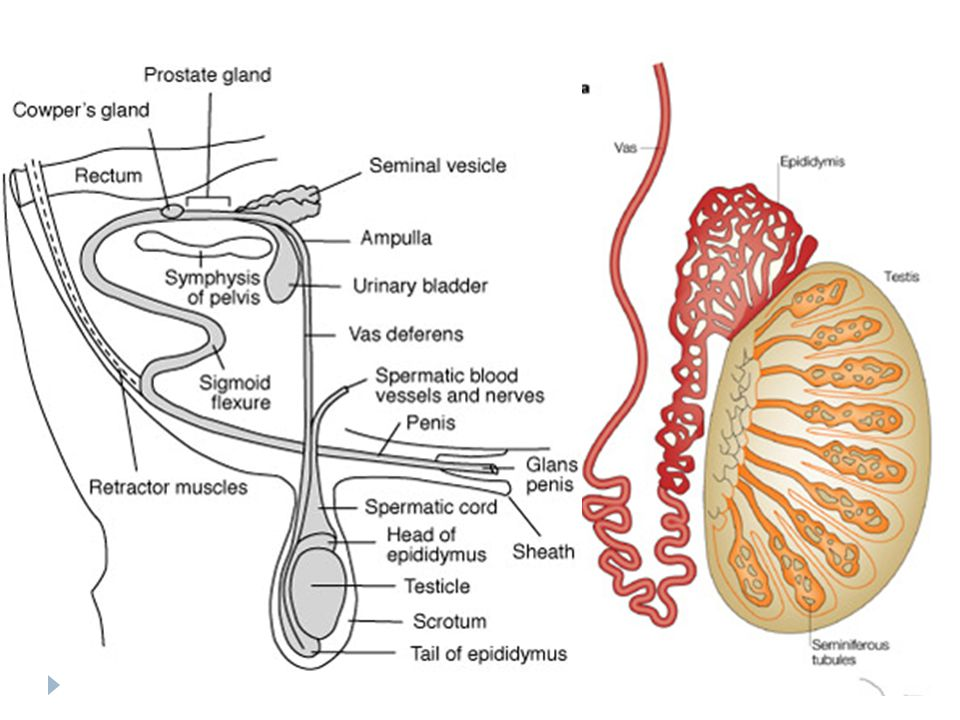 Prostate gland
Cowper's gland
Rectum
Seminal vesicle
Ampulla
Symphysis
of pelvis
Urinary bladder
Vas deferens
Sigmoid
flexure
Spermatic blood
vessels and nerves
Penis
Glans
penis
Retractor muscles
Spermatic cord
Head of
epididymus
Sheath
Testicle
Scrotum
Tail of epididymus
a
Vas
Epididymis
Testis
Seminiferous
tubules